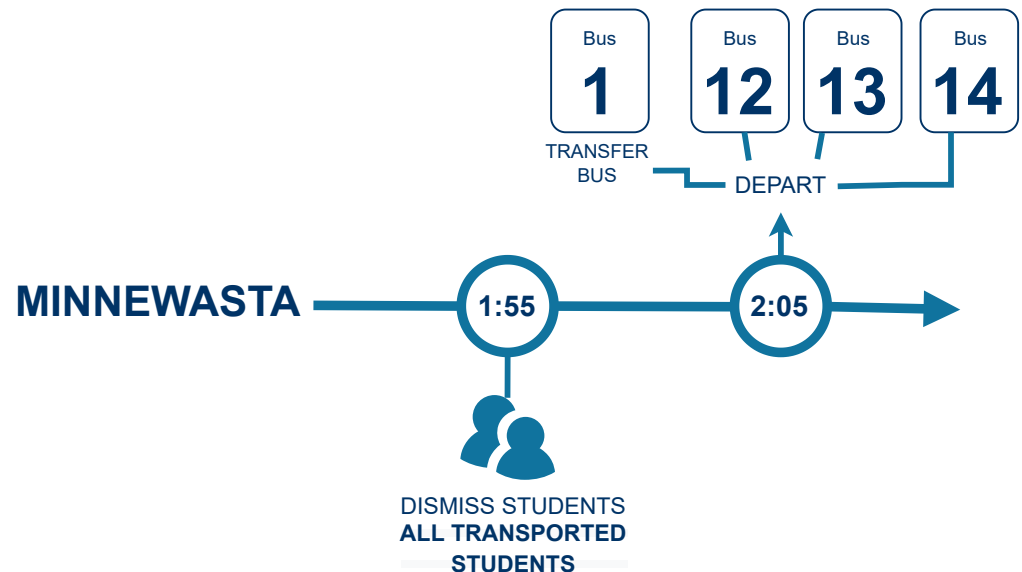 Bus
1
TRANSFER
BUS
Bus
12
Bus
13
Bus
14
DEPART
MINNEWASTA
1:55
2:05
DISMISS STUDENTS
ALL TRANSPORTED
STUDENTS